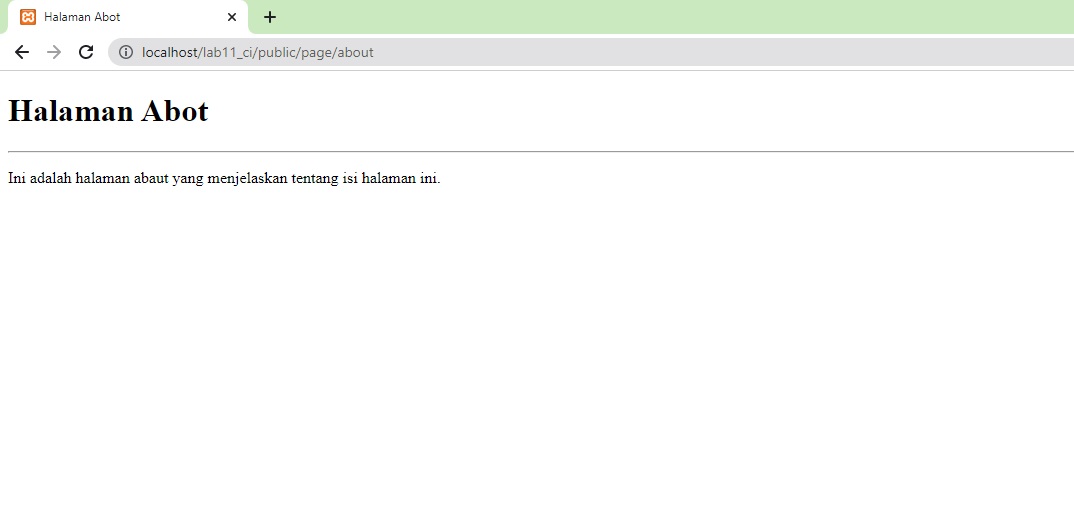 Halaman Abot
localhost/lab11_ci/public/page/about
Halaman Abot
Ini adalah halaman abaut yang menjelaskan tentang isi halaman ini.